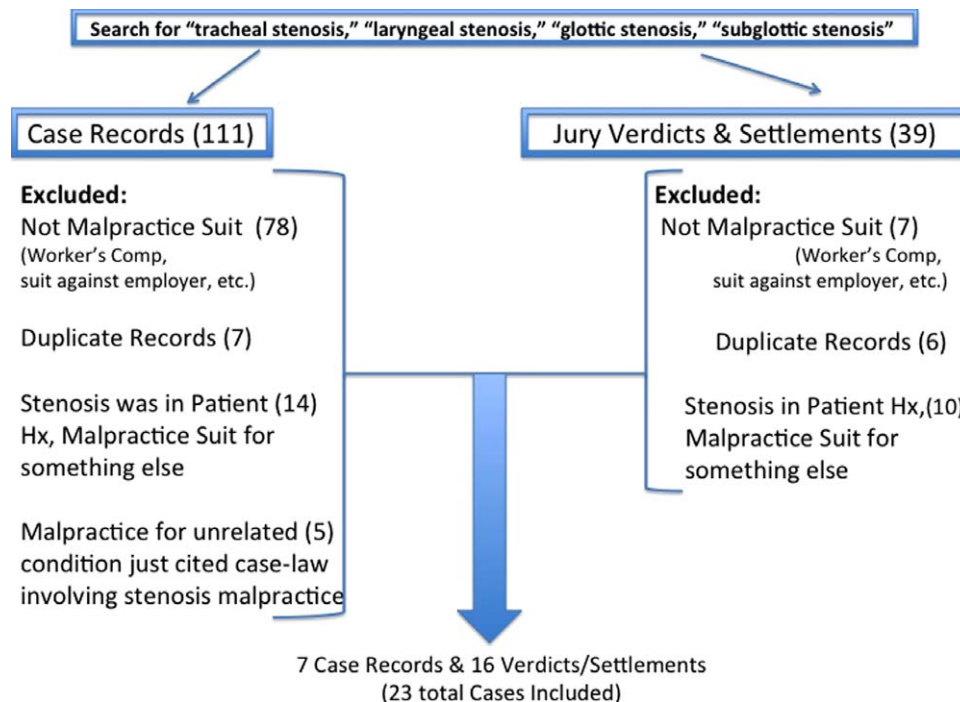 Search for “tracheal stenosis,” “laryngeal stenosis,” “glottic stenosis,” “subglottic stenosis”
Case Records (111)
Excluded:
Not Malpractice Suit (78)
(Worker’s Comp,
suit against employer, etc.)
Duplicate Records (7)
Stenosis was in Patient (14)
Hx, Malpractice Suit for
something else
Malpractice for unrelated (5)
condition just cited case-law
involving stenosis malpractice
Jury Verdicts & Settlements (39)
Excluded:
Not Malpractice Suit (7)
(Worker’s Comp,
suit against employer, etc.)
Duplicate Records (6)
Stenosis in Patient Hx,(10)
Malpractice Suit for
something else
7 Case Records & 16 Verdicts/Settlements
(23 total Cases Included)